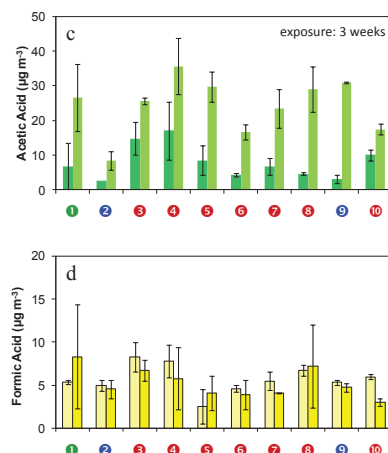 c
exposure: 3 weeks
Acetic Acid (µg m-3)
50
40
30
20
10
0
1 2 3 4 5 6 7 8 9 10
d
Formic Acid (µg m-3)
20
15
10
5
0
1 2 3 4 5 6 7 8 9 10